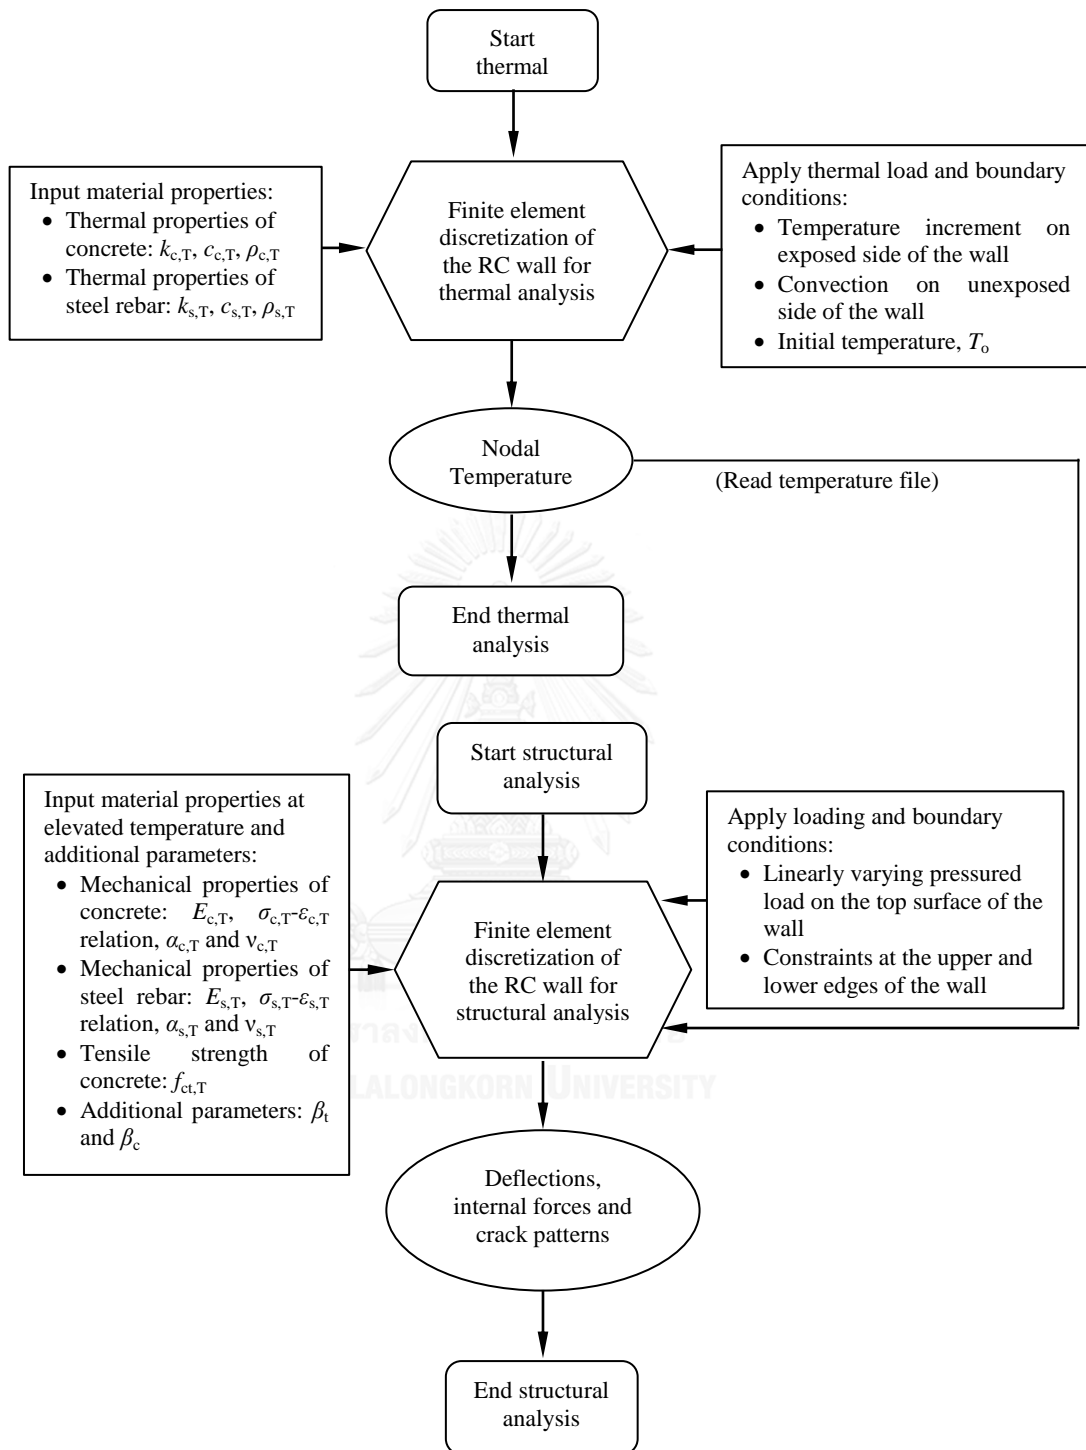 Start
thermal
Input material properties:
• Thermal properties of
concrete: k_c,T, c_c,T, ρ_c,T
• Thermal properties of
steel rebar: k_s,T, c_s,T, ρ_s,T
Finite element
discretization of
the RC wall for
thermal analysis
Apply thermal load and boundary
conditions:
• Temperature increment on
exposed side of the wall
• Convection on unexposed
side of the wall
• Initial temperature, T_o
Nodal
Temperature
(Read temperature file)
End thermal
analysis
Start structural
analysis
Input material properties at
elevated temperature and
additional parameters:
• Mechanical properties of
concrete: E_c,T, σ_c,T-ε_c,T
relation, α_c,T and ν_c,T
• Mechanical properties of
steel rebar: E_s,T, σ_s,T-ε_s,T
relation, α_s,T and ν_s,T
• Tensile strength of
concrete: f_ct,T
• Additional parameters: β_t
and β_c
Finite element
discretization of
the RC wall for
structural analysis
Apply loading and boundary
conditions:
• Linearly varying pressured
load on the top surface of the
wall
• Constraints at the upper and
lower edges of the wall
LALONGKORN UNIVERSITY
Deflections,
internal forces and
crack patterns
End structural
analysis